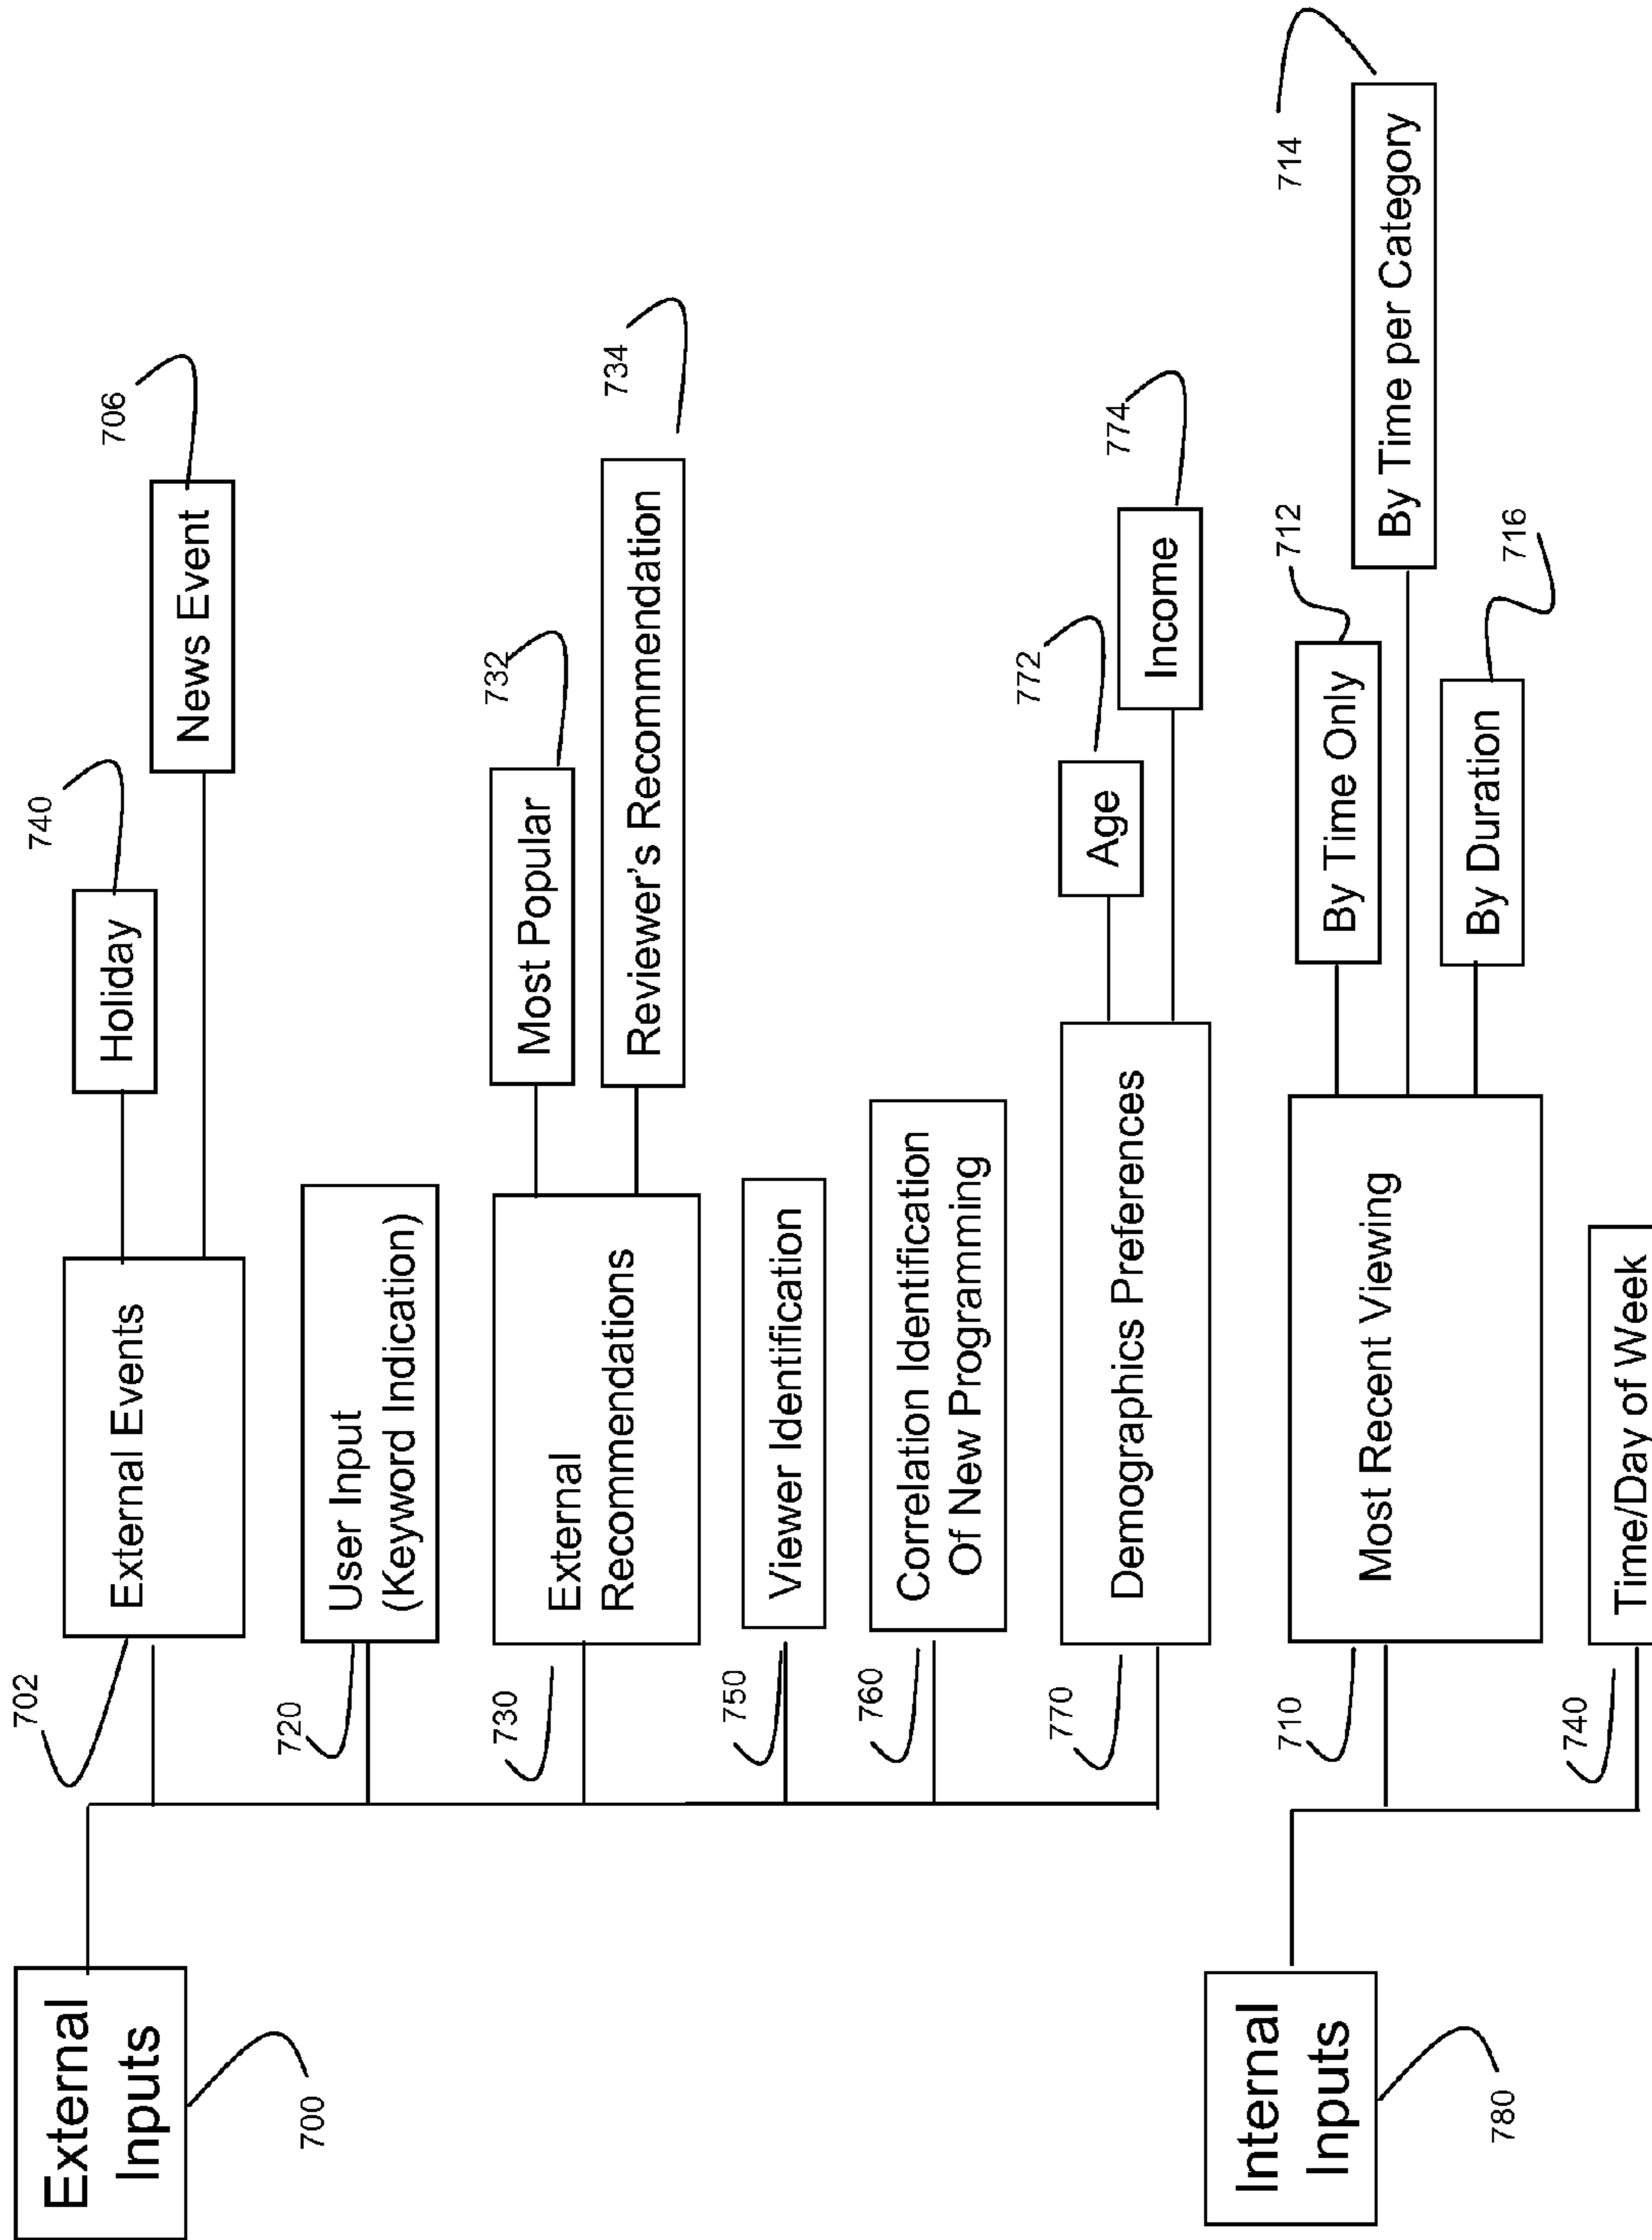 External
Inputs
700
702
External Events
Holiday
740
News Event
706
720
User Input
(Keyword Indication)
730
External
Recommendations
Most Popular
732
Reviewer's Recommendation
734
750
Viewer Identification
760
Correlation Identification
Of New Programming
770
Demographics Preferences
Age
772
Income
774
Internal
Inputs
780
710
Most Recent Viewing
By Time Only
712
By Time per Category
714
By Duration
716
740
Time/Day of Week